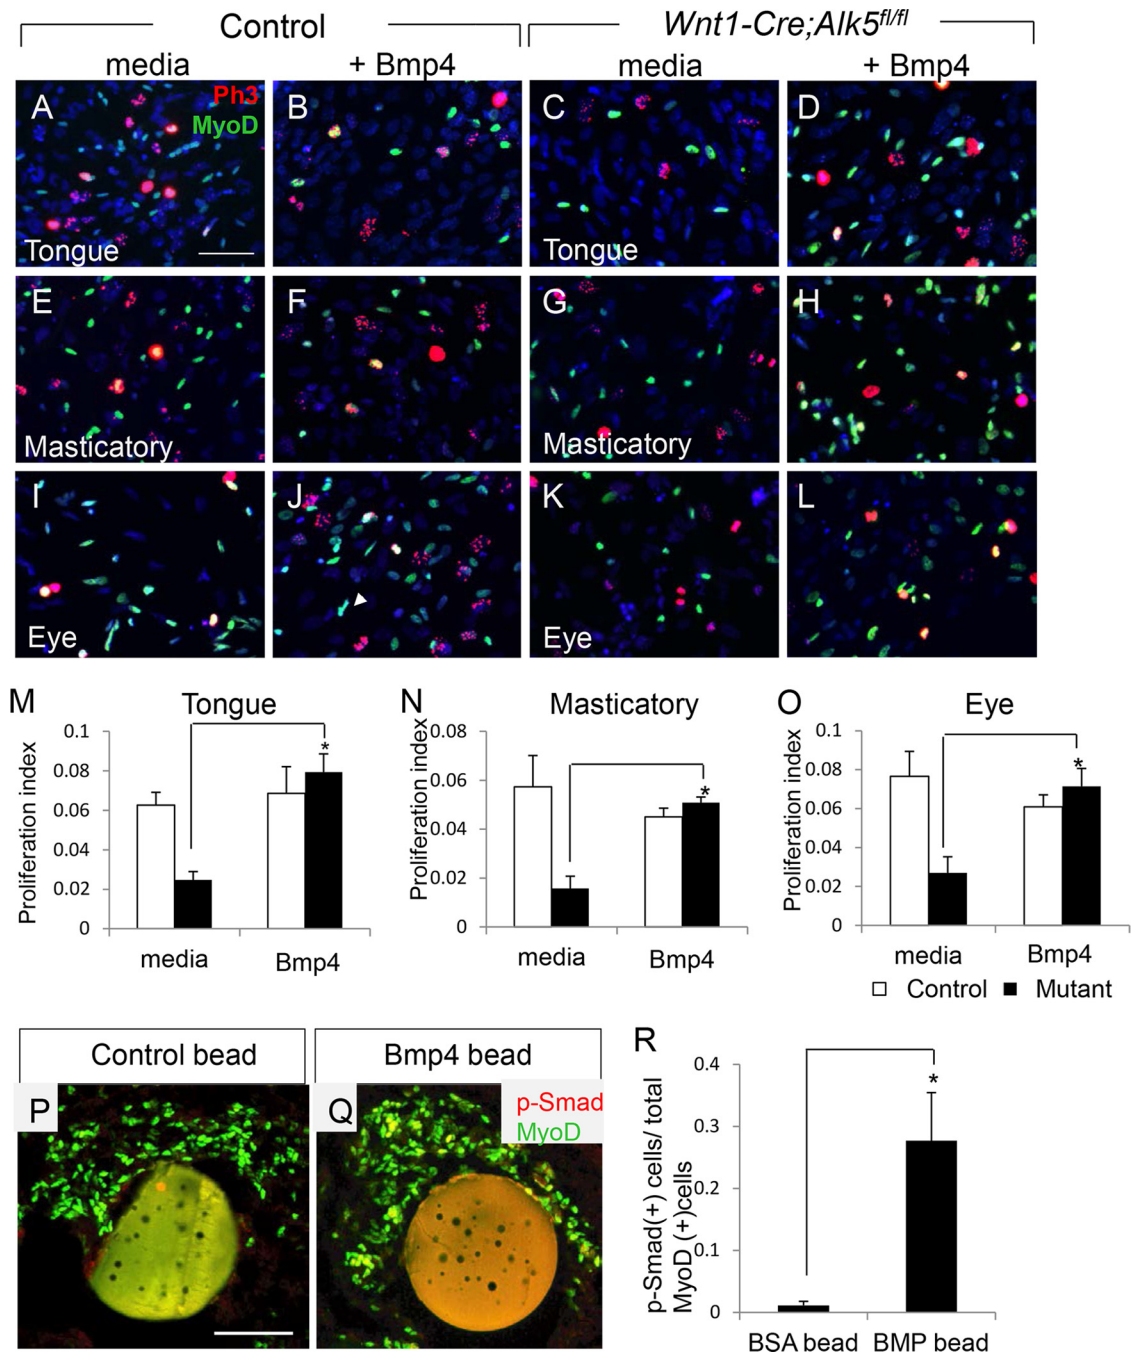 Control Wnt1-Cre;Alk5fl/fl
media + Bmp4 media + Bmp4
A Ph3 B C D
MyoD
Tongue Tongue
E F G H
Masticatory Masticatory
I J K L
Eye Eye
M Tongue N Masticatory O Eye
Proliferation index
0.1
0.08
0.06
0.04
0.02
0
*
media Bmp4
Proliferation index
0.08
0.06
0.04
0.02
0
*
media Bmp4
Proliferation index
0.1
0.08
0.06
0.04
0.02
0
*
media Bmp4
Control Mutant
Control bead Bmp4 bead R
P Q p-Smad
MyoD
p-Smad(+) cells/ total
MyoD (+)cells
0.4
0.3
0.2
0.1
0
*
BSA bead BMP bead